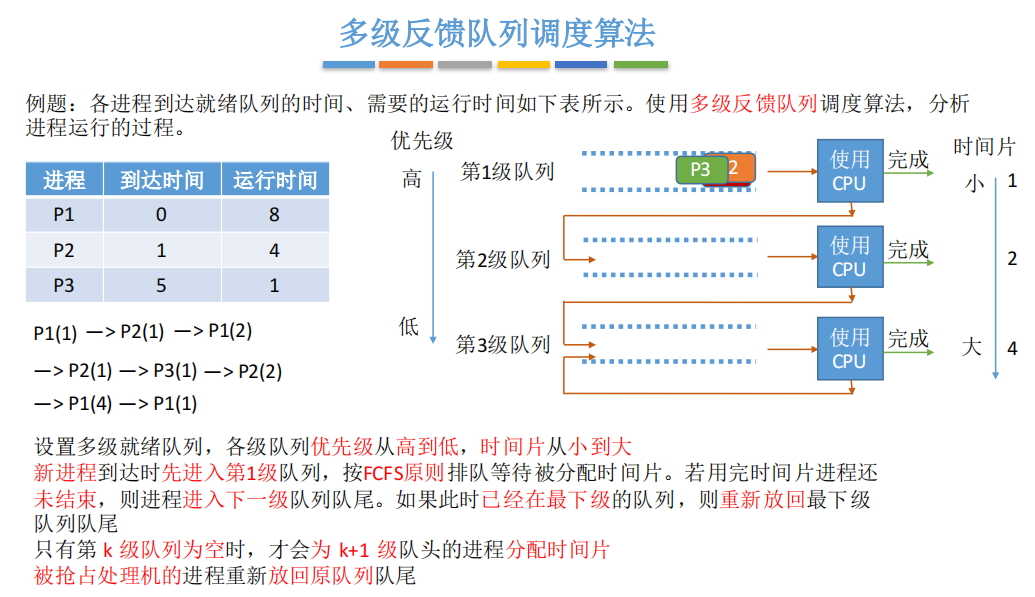 多级反馈队列调度算法
例题：各进程到达就绪队列的时间、需要的运行时间如下表所示。使用多级反馈队列调度算法，分析
进程运行的过程。
进程 到达时间 运行时间
P1 0 8
P2 1 4
P3 5 1
P1(1) —> P2(1) —> P1(2)
—> P2(1) —> P3(1) —> P2(2)
—> P1(4) —> P1(1)
优先级
高
低
第1级队列
P3
2
使用
CPU
完成
第2级队列
使用
CPU
完成
第3级队列
使用
CPU
完成
时间片
小 1
2
大 4
设置多级就绪队列，各级队列优先级从高到低，时间片从小到大
新进程到达时先进入第1级队列，按FCFS原则排队等待被分配时间片。若用完时间片进程还
未结束，则进程进入下一级队列队尾。如果此时已经在最下级的队列，则重新放回最下级
队列队尾
只有第 k 级队列为空时，才会为 k+1 级队头的进程分配时间片
被抢占处理机的进程重新放回原队列队尾